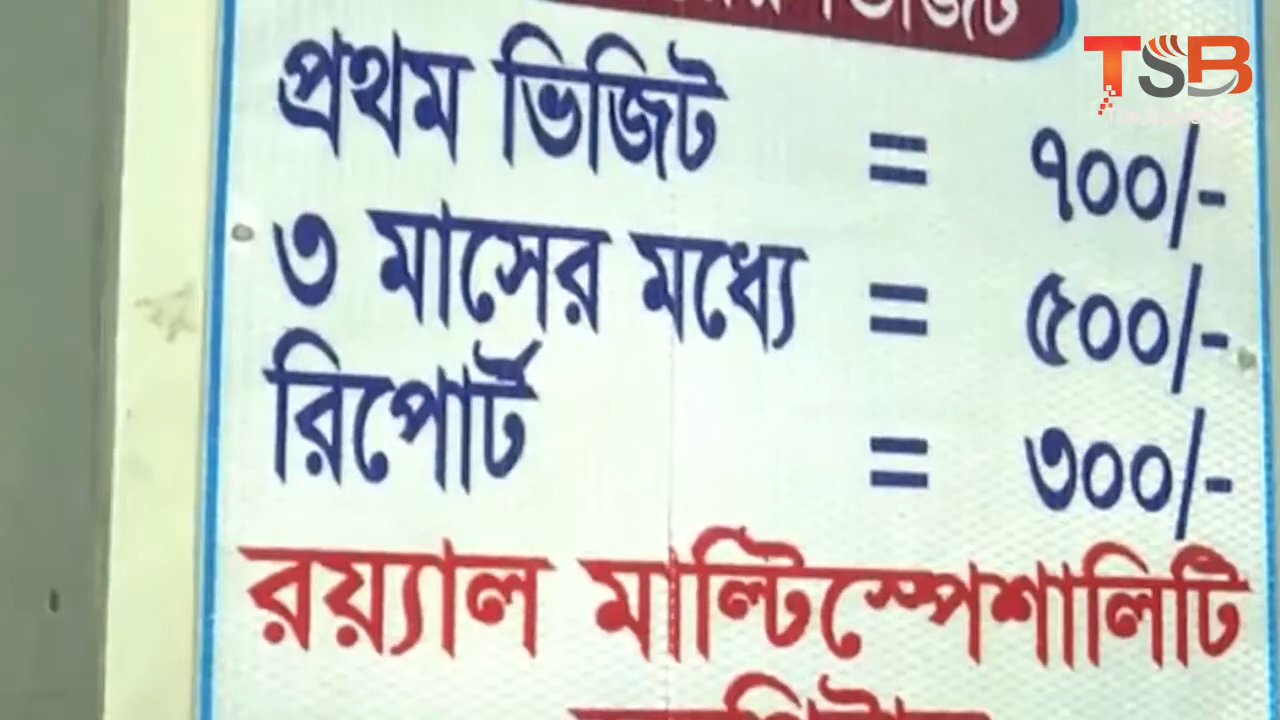 ভিজিট
TSB
প্রথম ভিজিট = ৭০০/-
৩ মাসের মধ্যে = ৫০০/-
রিপোর্ট = ৩০০/-
রয়্যাল মাল্টিস্পেশালিটি